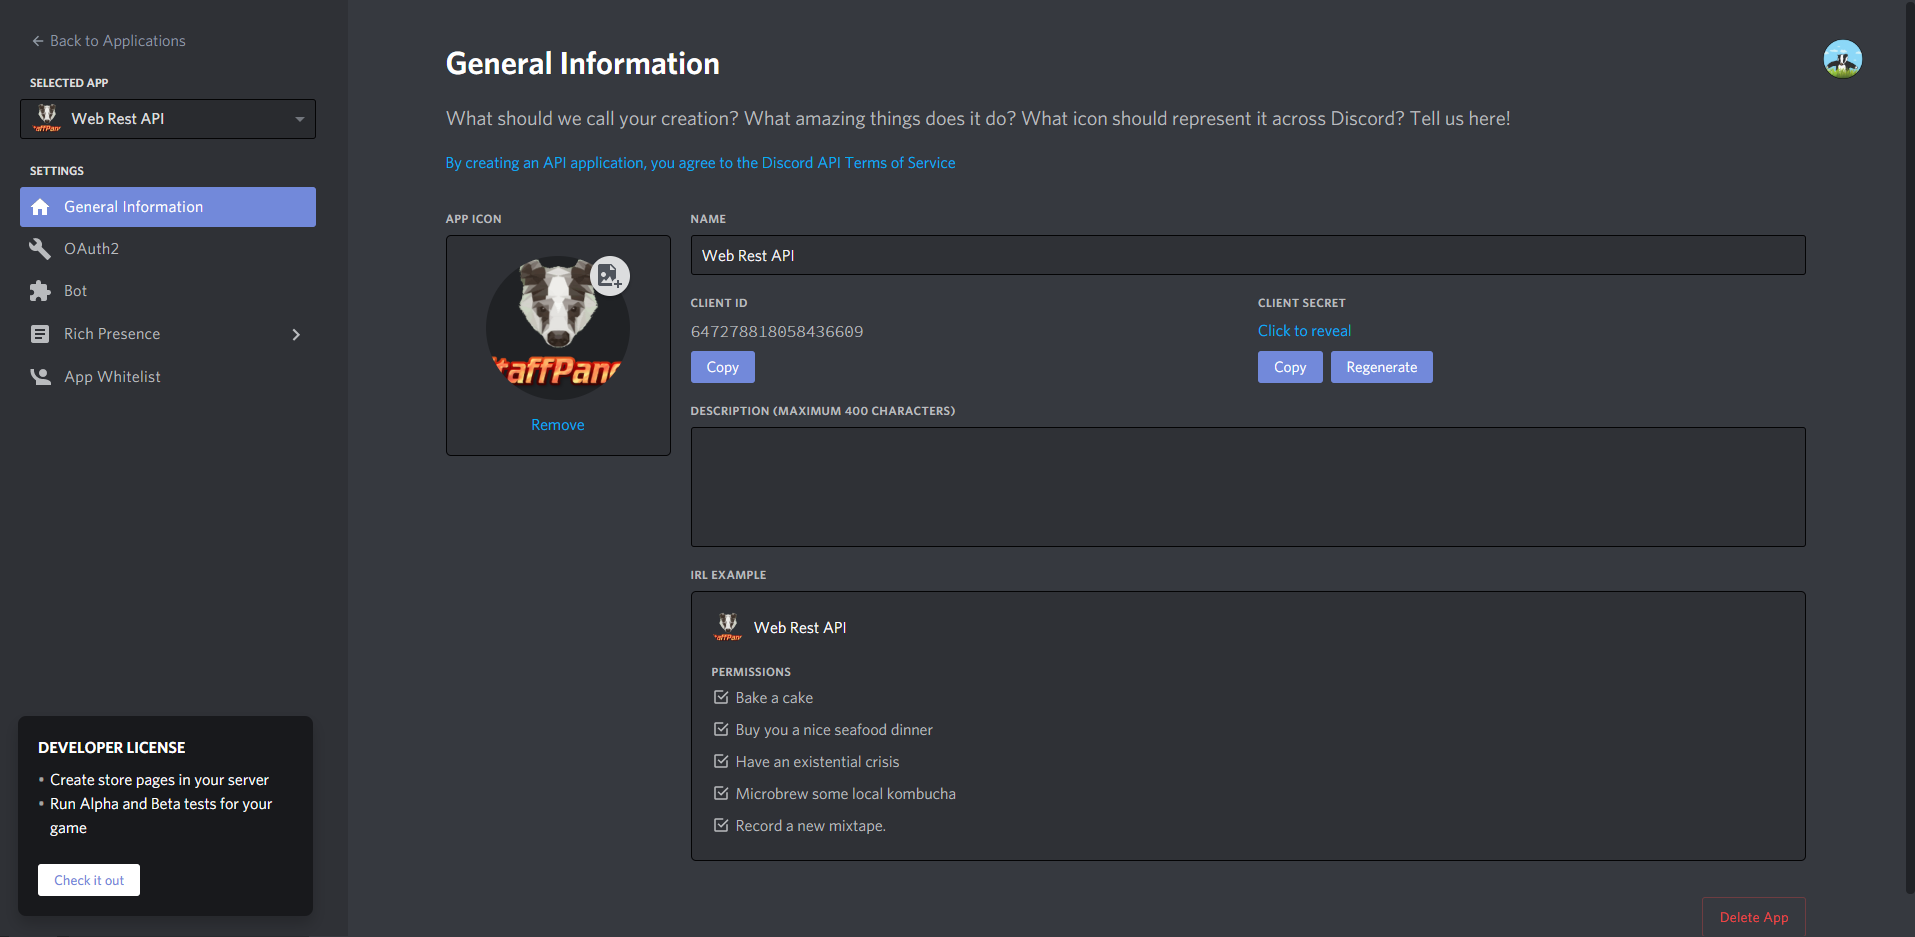 Back to Applications
SELECTED APP
Web Rest API
SETTINGS
General Information
OAuth2
Bot
Rich Presence
App Whitelist
DEVELOPER LICENSE
• Create store pages in your server
• Run Alpha and Beta tests for your
game
Check it out
General Information
What should we call your creation? What amazing things does it do? What icon should represent it across Discord? Tell us here!
By creating an API application, you agree to the Discord API Terms of Service
APP ICON
taffPan
Remove
NAME
Web Rest API
CLIENT ID
647278818058436609
Copy
CLIENT SECRET
Click to reveal
Copy
Regenerate
DESCRIPTION (MAXIMUM 400 CHARACTERS)
IRL EXAMPLE
Web Rest API
PERMISSIONS
Bake a cake
Buy you a nice seafood dinner
Have an existential crisis
Microbrew some local kombucha
Record a new mixtape.
Delete App